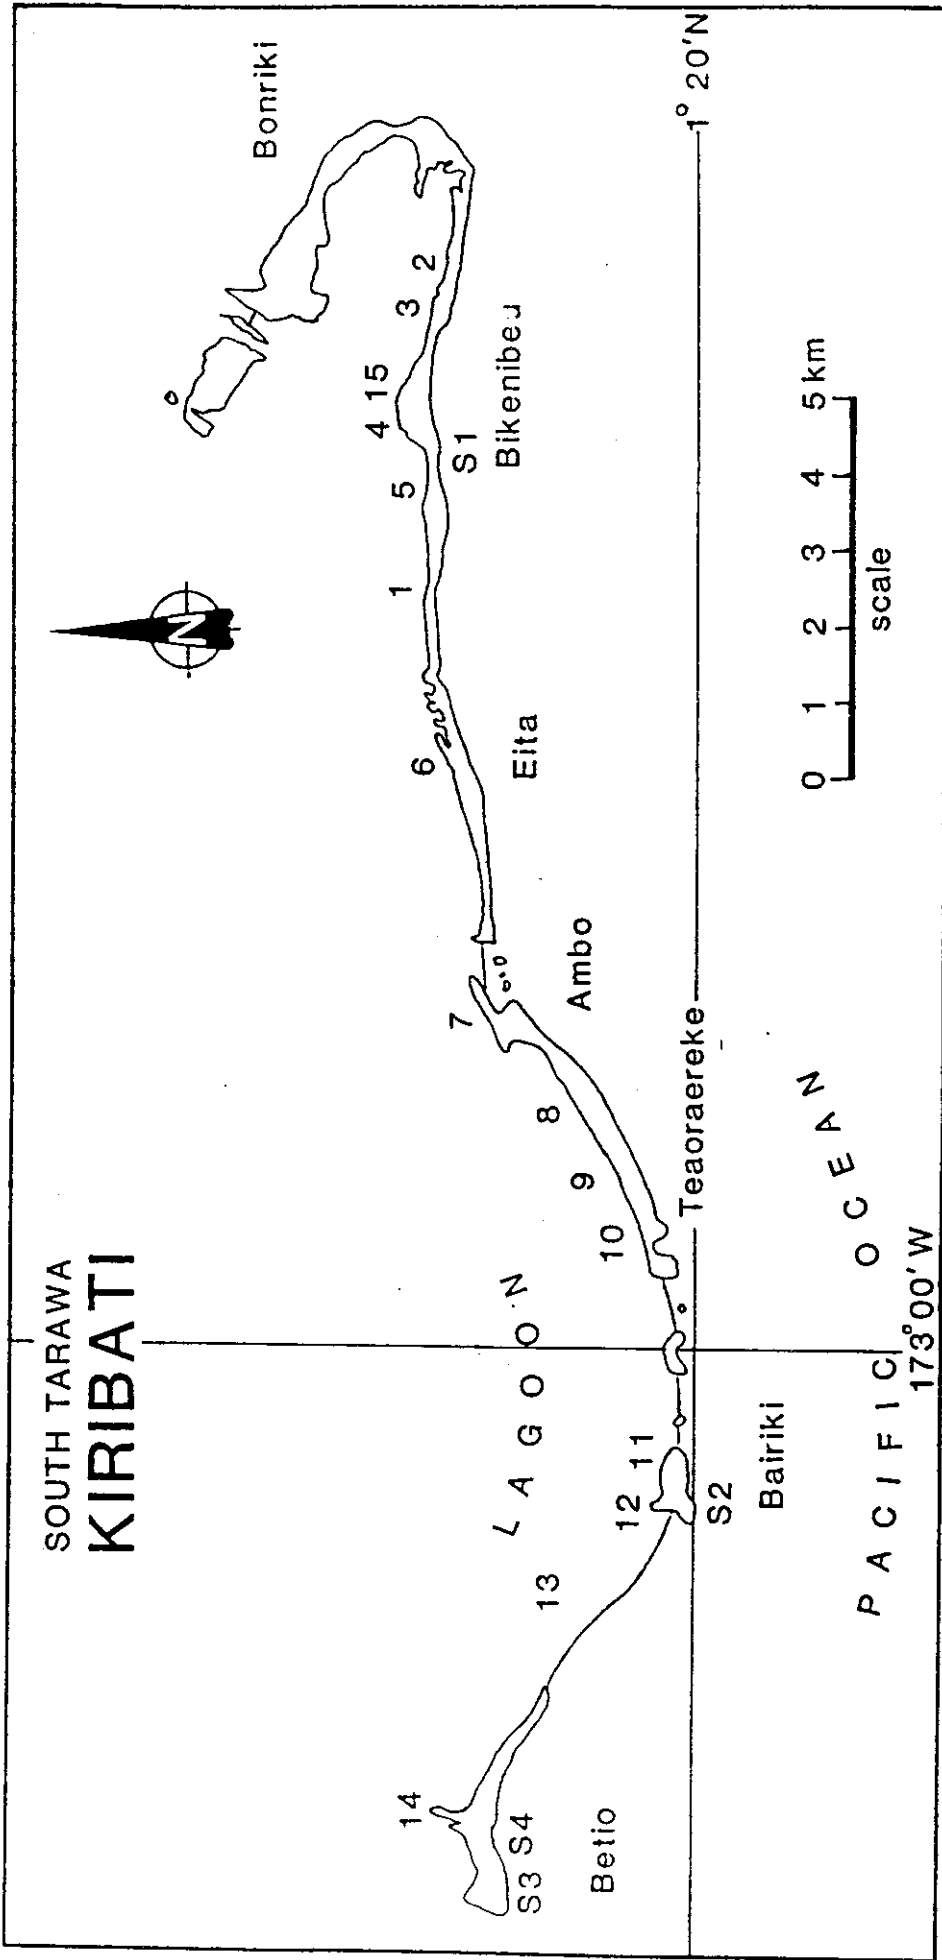 SOUTH TARAWA
KIRIBATI
N
Bonriki
LAGOON
14
13
12
11
10
9
8
7
6
1
5
4
15
3
2
S3
S4
S2
S1
Betio
Bairiki
Teaoraereke
Ambo
Eita
Bikenibeu
1° 20'N
PACIFIC OCEAN
173°00'W
0 1 2 3 4 5 km
scale